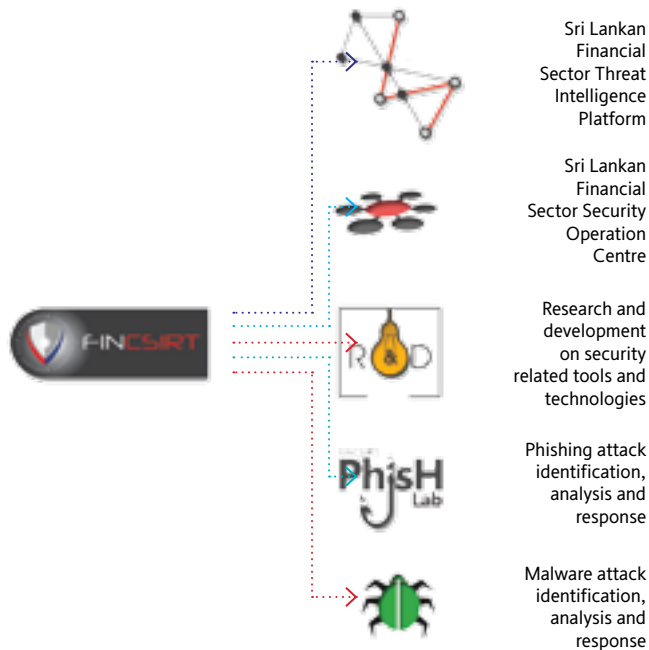 Sri Lankan
Financial
Sector Threat
Intelligence
Platform
Sri Lankan
Financial
Sector Security
Operation
Centre
FINCSIRT
R&D
Research and
development
on security
related tools and
technologies
PhisH
Lab
Phishing attack
identification,
analysis and
response
Malware attack
identification,
analysis and
response